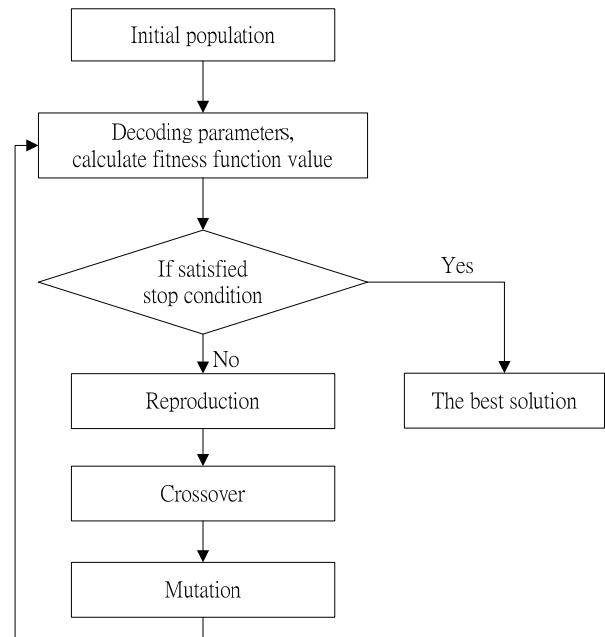 Initial population
Decoding parameters,
calculate fitness function value
If satisfied
stop condition
Yes
No
Reproduction
The best solution
Crossover
Mutation